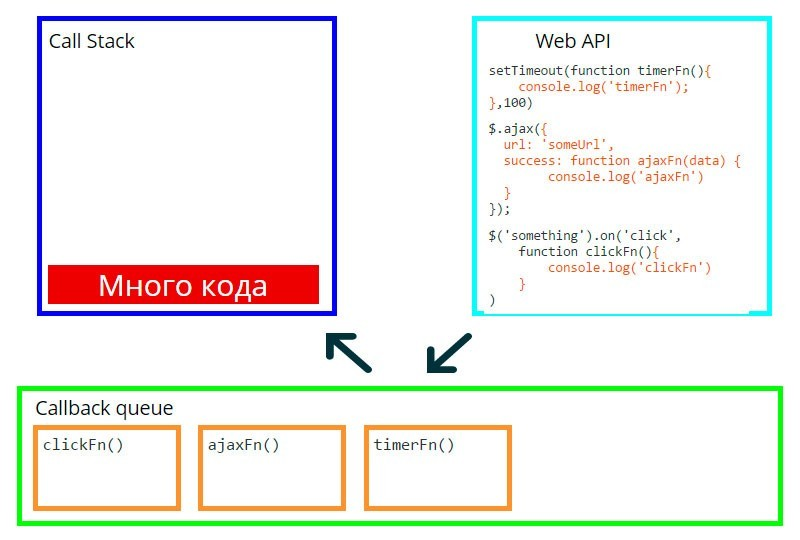 Call Stack
Много кода
Web API
setTimeout(function timerFn(){
console.log('timerFn');
},100)
$.ajax({
url: 'someUrl',
success: function ajaxFn(data) {
console.log('ajaxFn')
}
});
$('something').on('click',
function clickFn(){
console.log('clickFn')
}
)
Callback queue
clickFn() ajaxFn() timerFn()